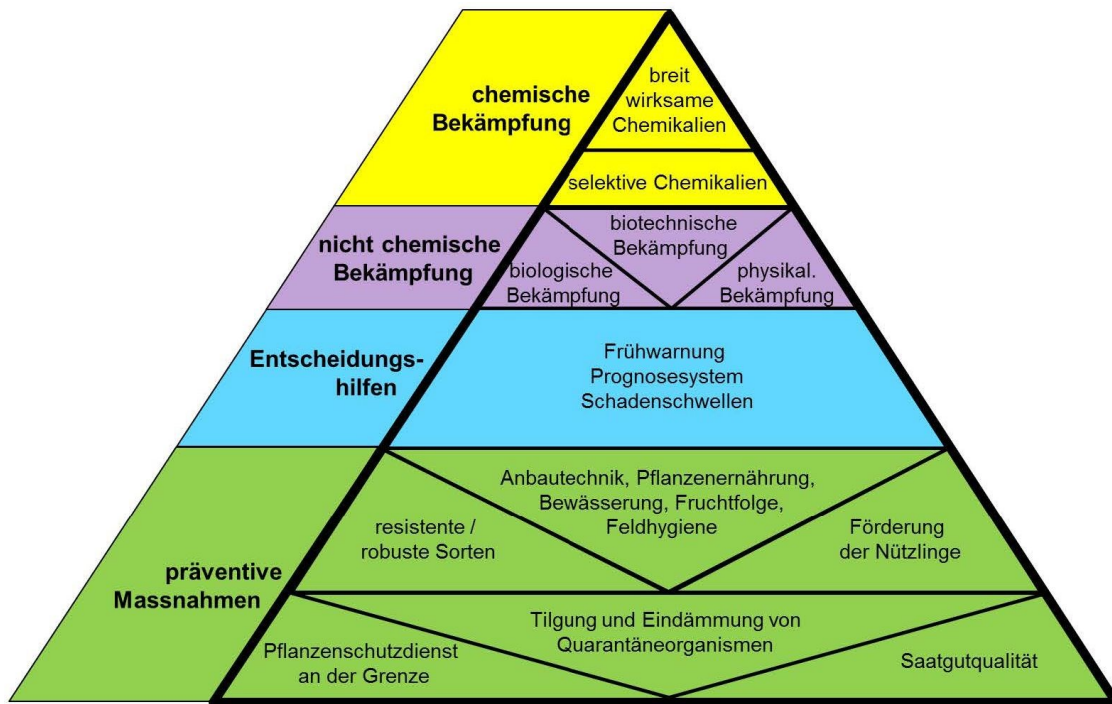 chemische
Bekämpfung
breit
wirksame
Chemikalien
selektive Chemikalien
nicht chemische
Bekämpfung
biotechnische
Bekämpfung
biologische
Bekämpfung
physikal.
Bekämpfung
Entscheidungs-
hilfen
Frühwarnung
Prognosesystem
Schadenschwellen
präventive
Massnahmen
Anbautechnik, Pflanzenernährung,
Bewässerung, Fruchtfolge,
Feldhygiene
resistente /
robuste Sorten
Förderung
der Nützlinge
Tilgung und Eindämmung von
Quarantäneorganismen
Pflanzenschutzdienst
an der Grenze
Saatgutqualität